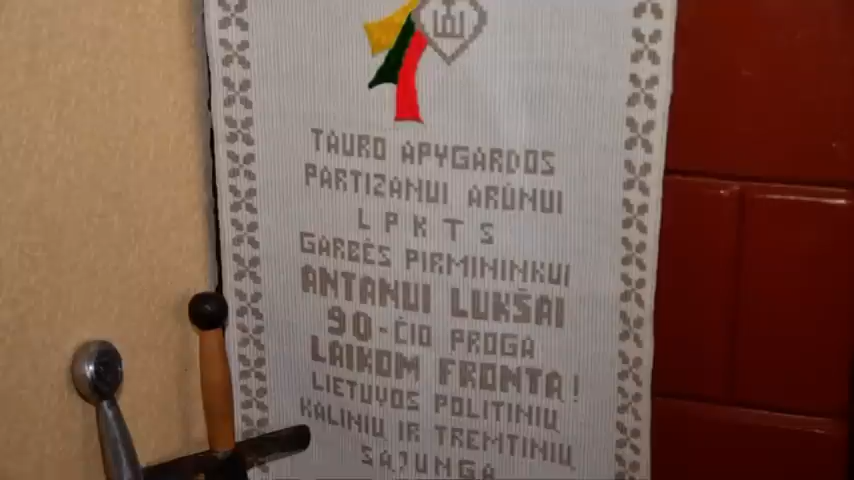 TAURO APYGARDOS
PARTIZANUI ARŪNUI
L P K T S
GARBĖS PIRMININKUI
ANTANUI LUKŠAI
90-ČIO PROGA
LAIKOM FRONTĄ!
LIETUVOS POLITINIŲ
KALINIŲ IR TREMTINIŲ
SĄJUNGA